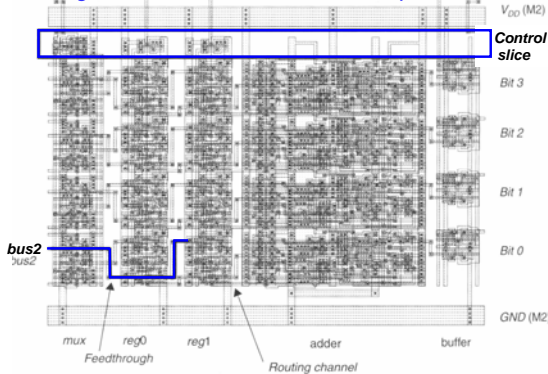 V_DD (M2)
Control
slice
Bit 3
Bit 2
Bit 1
bus2
Bit 0
bus2
GND (M2)
mux reg0 reg1 adder buffer
Feedthrough
Routing channel